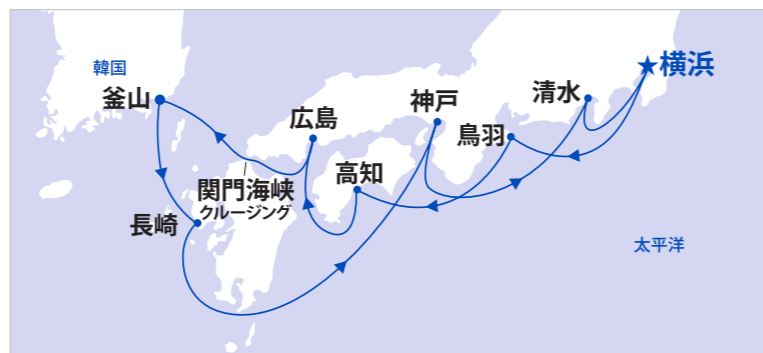 韓国
釜山
★横浜
清水
神戸
広島
鳥羽
高知
関門海峡
クルージング
長崎
太平洋